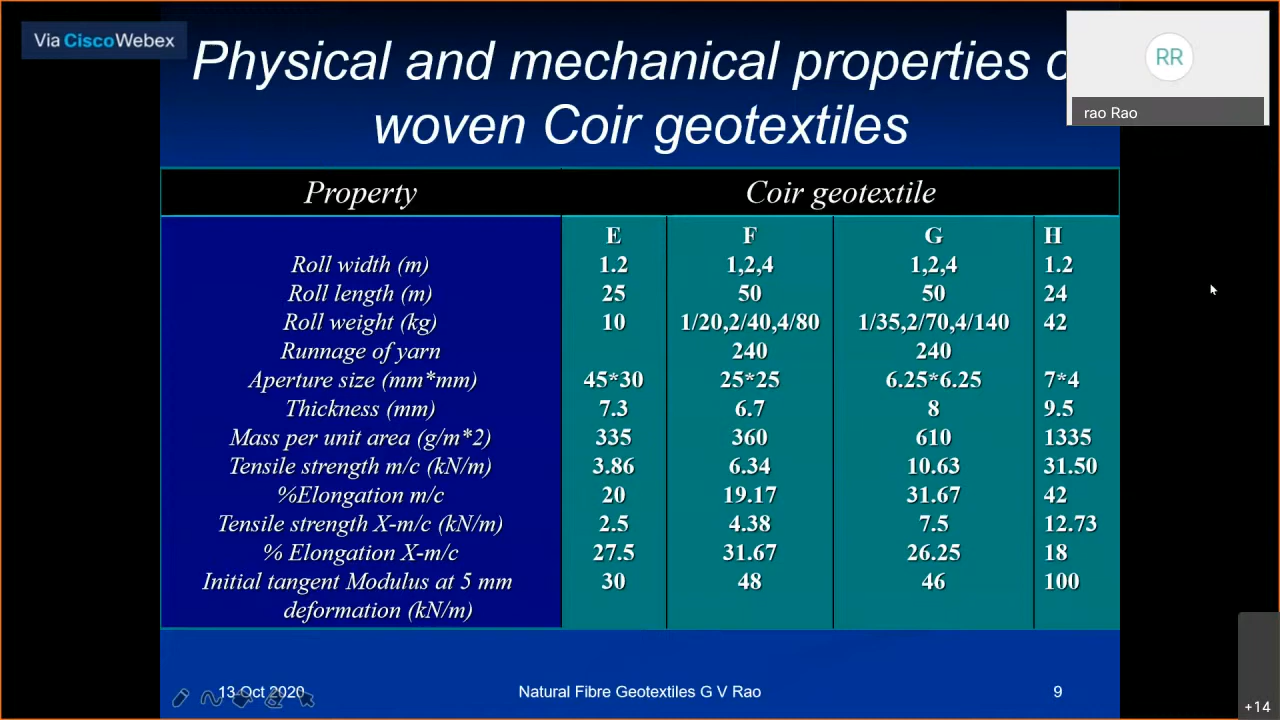 Via CiscoWebex
Physical and mechanical properties
woven Coir geotextiles
RR
rao Rao
Property Coir geotextile
E F G H
Roll width (m) 1.2 1,2,4 1,2,4 1.2
Roll length (m) 25 50 50 24
Roll weight (kg) 10 1/20,2/40,4/80 1/35,2/70,4/140 42
Runnage of yarn 240 240
Aperture size (mm*mm) 45*30 25*25 6.25*6.25 7*4
Thickness (mm) 7.3 6.7 8 9.5
Mass per unit area (g/m*2) 335 360 610 1335
Tensile strength m/c (kN/m) 3.86 6.34 10.63 31.50
%Elongation m/c 20 19.17 31.67 42
Tensile strength X-m/c (kN/m) 2.5 4.38 7.5 12.73
% Elongation X-m/c 27.5 31.67 26.25 18
Initial tangent Modulus at 5 mm 30 48 46 100
deformation (kN/m)
13 Oct 2020 Natural Fibre Geotextiles G V Rao 9
+14